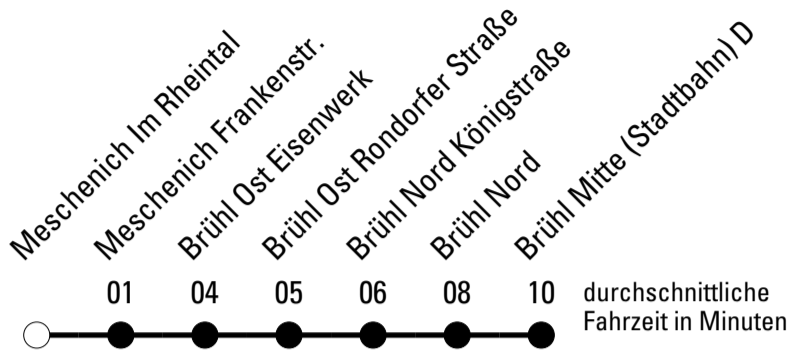 Meschenich Im Rheintal
Meschenich Frankenstr.
Brühl Ost Eisenwerk
Brühl Ost Rondorfer Straße
Brühl Nord Königstraße
Brühl Nord
Brühl Mitte (Stadtbahn) D
01 04 05 06 08 10 durchschnittliche
Fahrzeit in Minuten